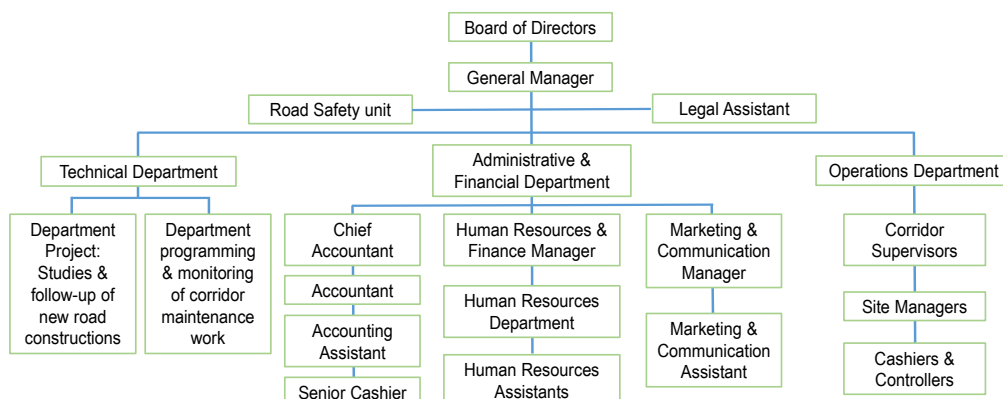 Board of Directors
General Manager
Road Safety unit
Legal Assistant
Technical Department
Administrative &
Financial Department
Operations Department
Department
Project:
Studies &
follow-up of
new road
constructions
Department
programming
& monitoring
of corridor
maintenance
work
Chief
Accountant
Accountant
Accounting
Assistant
Senior Cashier
Human Resources &
Finance Manager
Human Resources
Department
Human Resources
Assistants
Marketing &
Communication
Manager
Marketing &
Communication
Assistant
Corridor
Supervisors
Site Managers
Cashiers &
Controllers